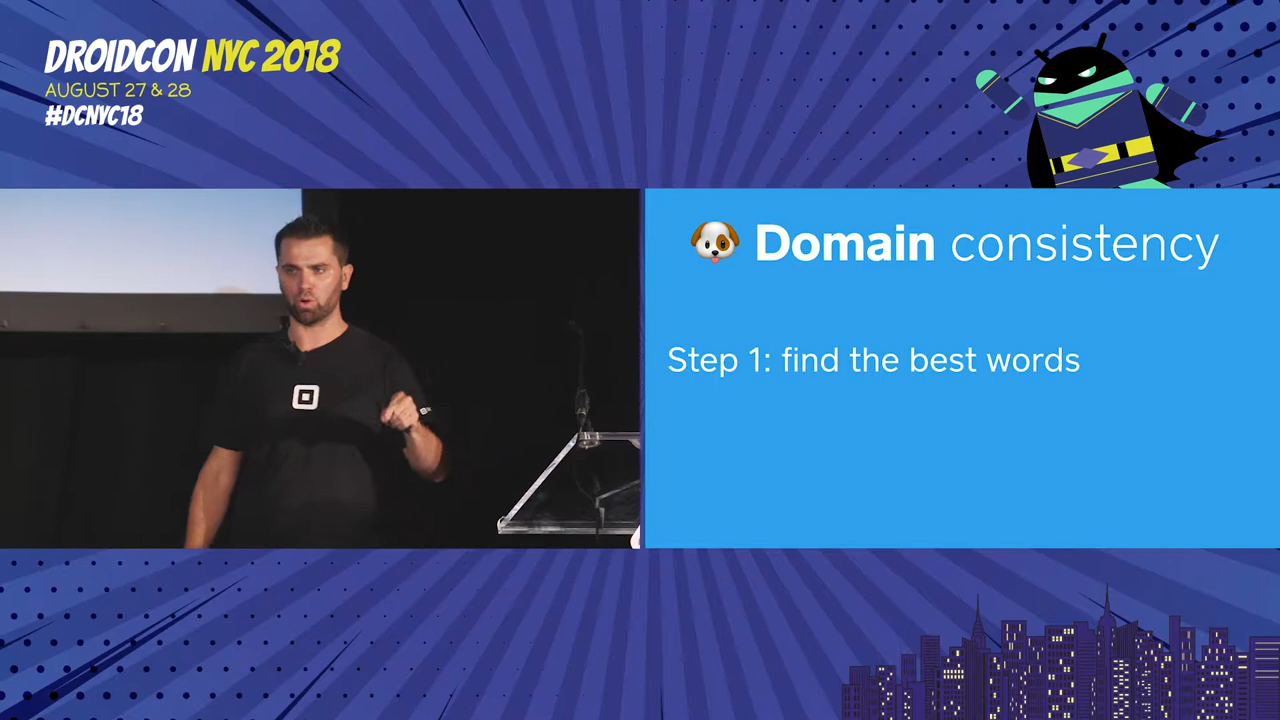 DROIDCON NYC 2018
AUGUST 27 & 28
#DCNYC18
Domain consistency
Step 1: find the best words